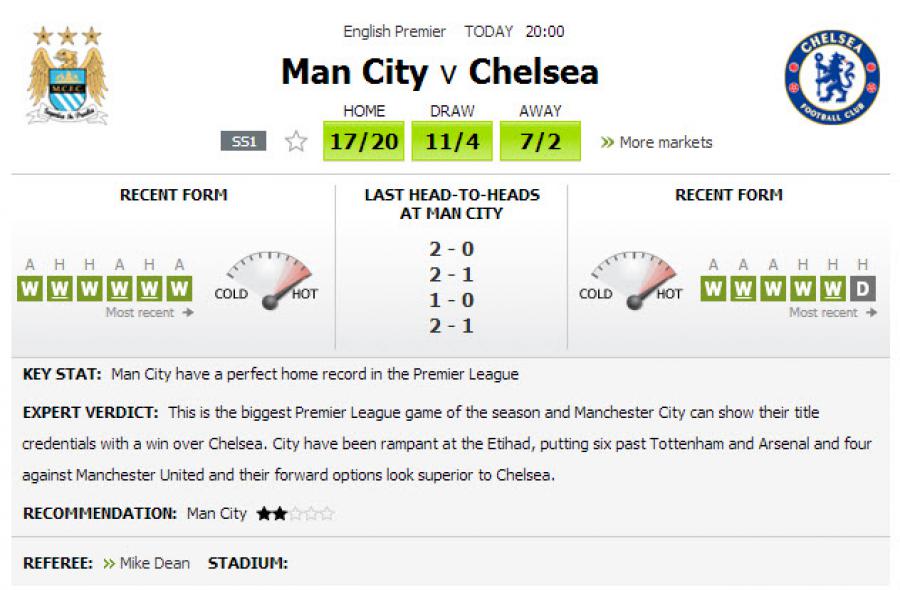 English Premier TODAY 20:00
Man City v Chelsea
HOME DRAW AWAY
SS1 17/20 11/4 7/2 >> More markets
M.C.F.C.
CHELSEA
FOOTBALL CLUB
RECENT FORM
A H H A H A
W W W W W W
Most recent
COLD HOT
LAST HEAD-TO-HEADS
AT MAN CITY
2 - 0
2 - 1
1 - 0
2 - 1
RECENT FORM
COLD HOT
A A A H H H
W W W W W D
Most recent
KEY STAT: Man City have a perfect home record in the Premier League
EXPERT VERDICT: This is the biggest Premier League game of the season and Manchester City can show their title
credentials with a win over Chelsea. City have been rampant at the Etihad, putting six past Tottenham and Arsenal and four
against Manchester United and their forward options look superior to Chelsea.
RECOMMENDATION: Man City
REFEREE: >> Mike Dean STADIUM: